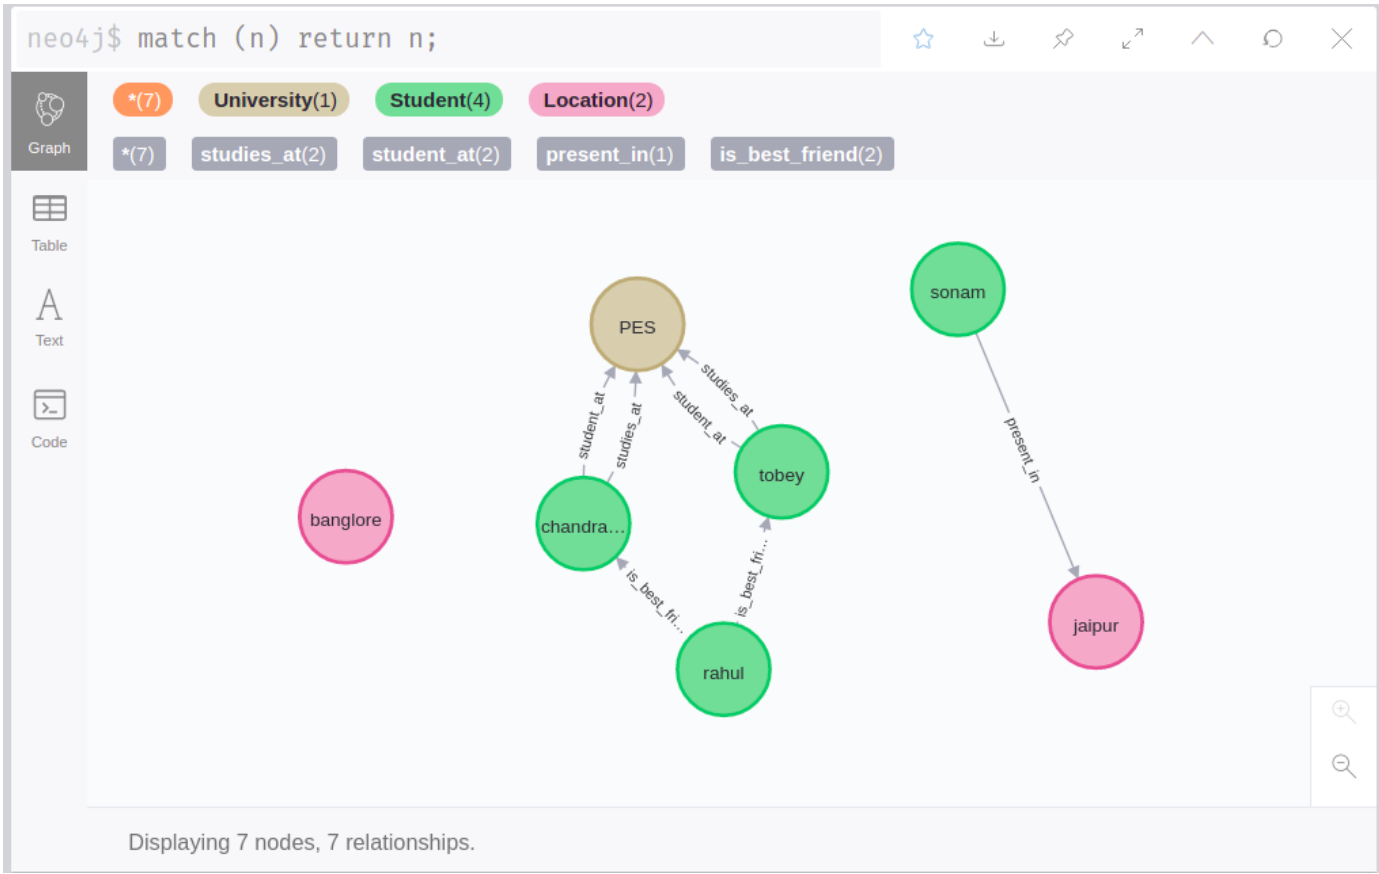 neo4j$ match (n) return n;
*(7) University(1) Student(4) Location(2)
*(7) studies_at(2) student_at(2) present_in(1) is_best_friend(2)
Graph
Table
Text
Code
sonam
PES
studies_at
student_at
student_at
studies_at
present_in
tobey
banglore
chandra...
is_best_fri...
is_best_fri...
jaipur
rahul
Displaying 7 nodes, 7 relationships.